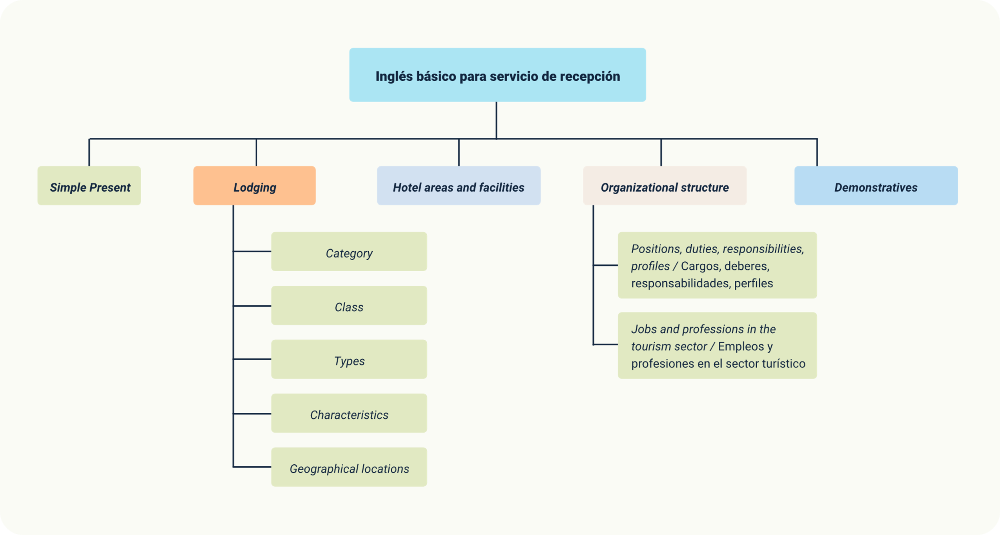 Inglés básico para servicio de recepción
Simple Present
Lodging
Hotel areas and facilities
Organizational structure
Demonstratives
Category
Class
Types
Characteristics
Geographical locations
Positions, duties, responsibilities,
profiles / Cargos, deberes,
responsabilidades, perfiles
Jobs and professions in the
tourism sector / Empleos y
profesiones en el sector turístico